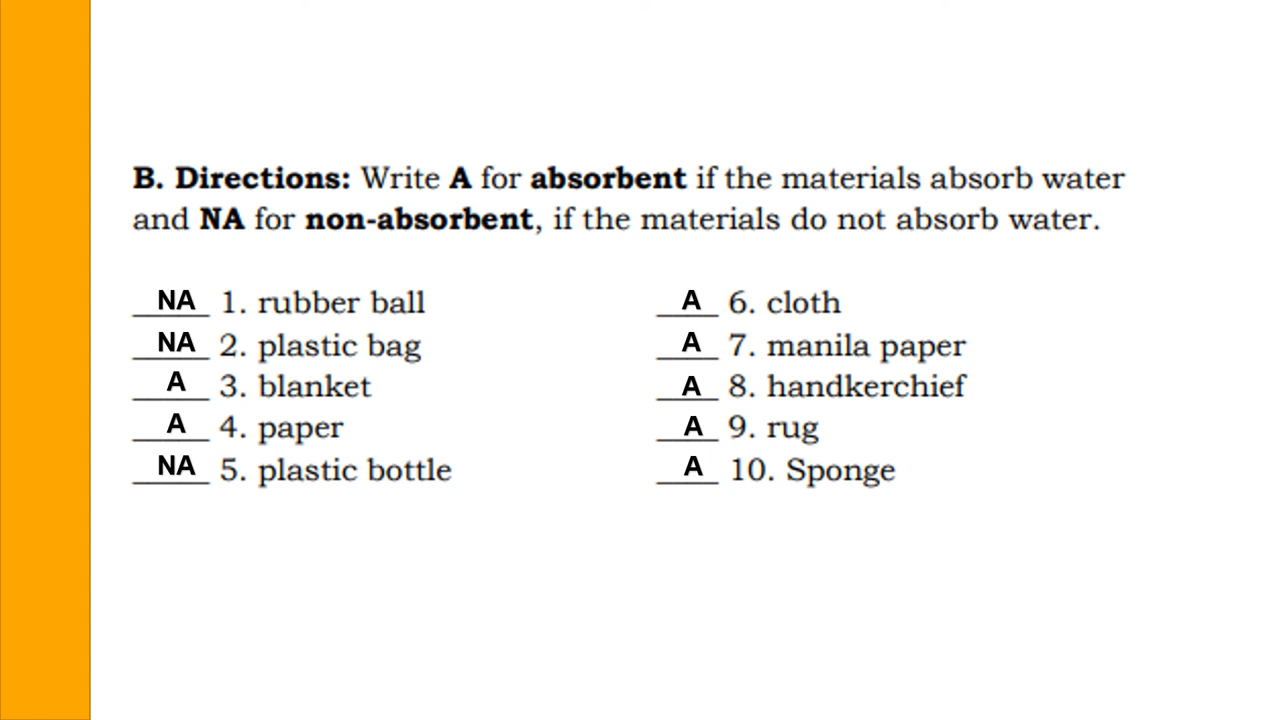 B. Directions: Write A for absorbent if the materials absorb water
and NA for non-absorbent, if the materials do not absorb water.
NA 1. rubber ball
NA 2. plastic bag
A 3. blanket
A 4. paper
NA 5. plastic bottle
A 6. cloth
A 7. manila paper
A 8. handkerchief
A 9. rug
A 10. Sponge